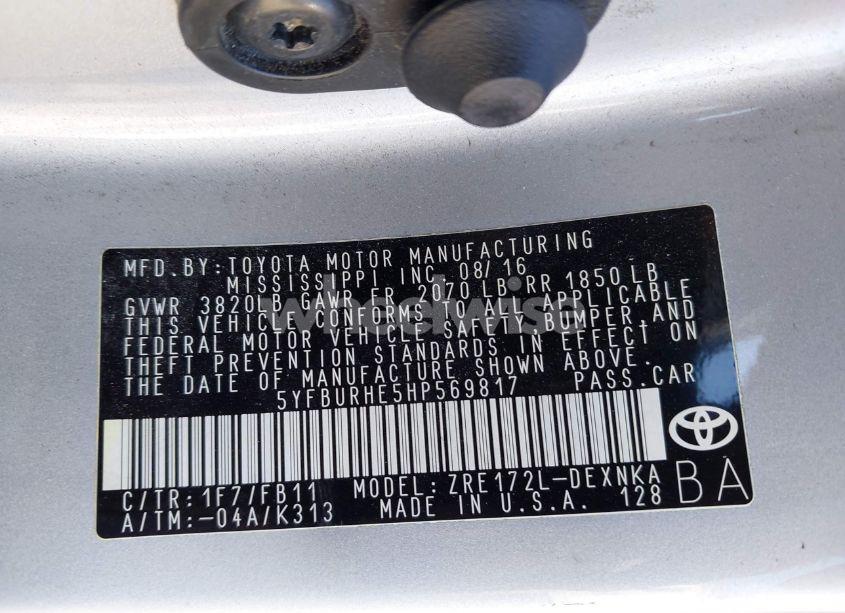 MFD. BY: TOYOTA MOTOR MANUFACTURING
MISSISSIPPI INC 08/16
GVWR 3820LB GAWR FR 2070 LB RR 1850 LB
THIS VEHICLE CONFORMS TO ALL APPLICABLE
FEDERAL MOTOR VEHICLE SAFETY, BUMPER, AND
THEFT PREVENTION STANDARDS IN EFFECT ON
THE DATE OF MANUFACTURE SHOWN ABOVE.
5YFBURHE5HP569817 PASS.CAR
C/TR: 1F7/FB11 MODEL: ZRE172L-DEXNKA
A/TM: -04A/K313 MADE IN U.S.A. 128
BA
wheelwise